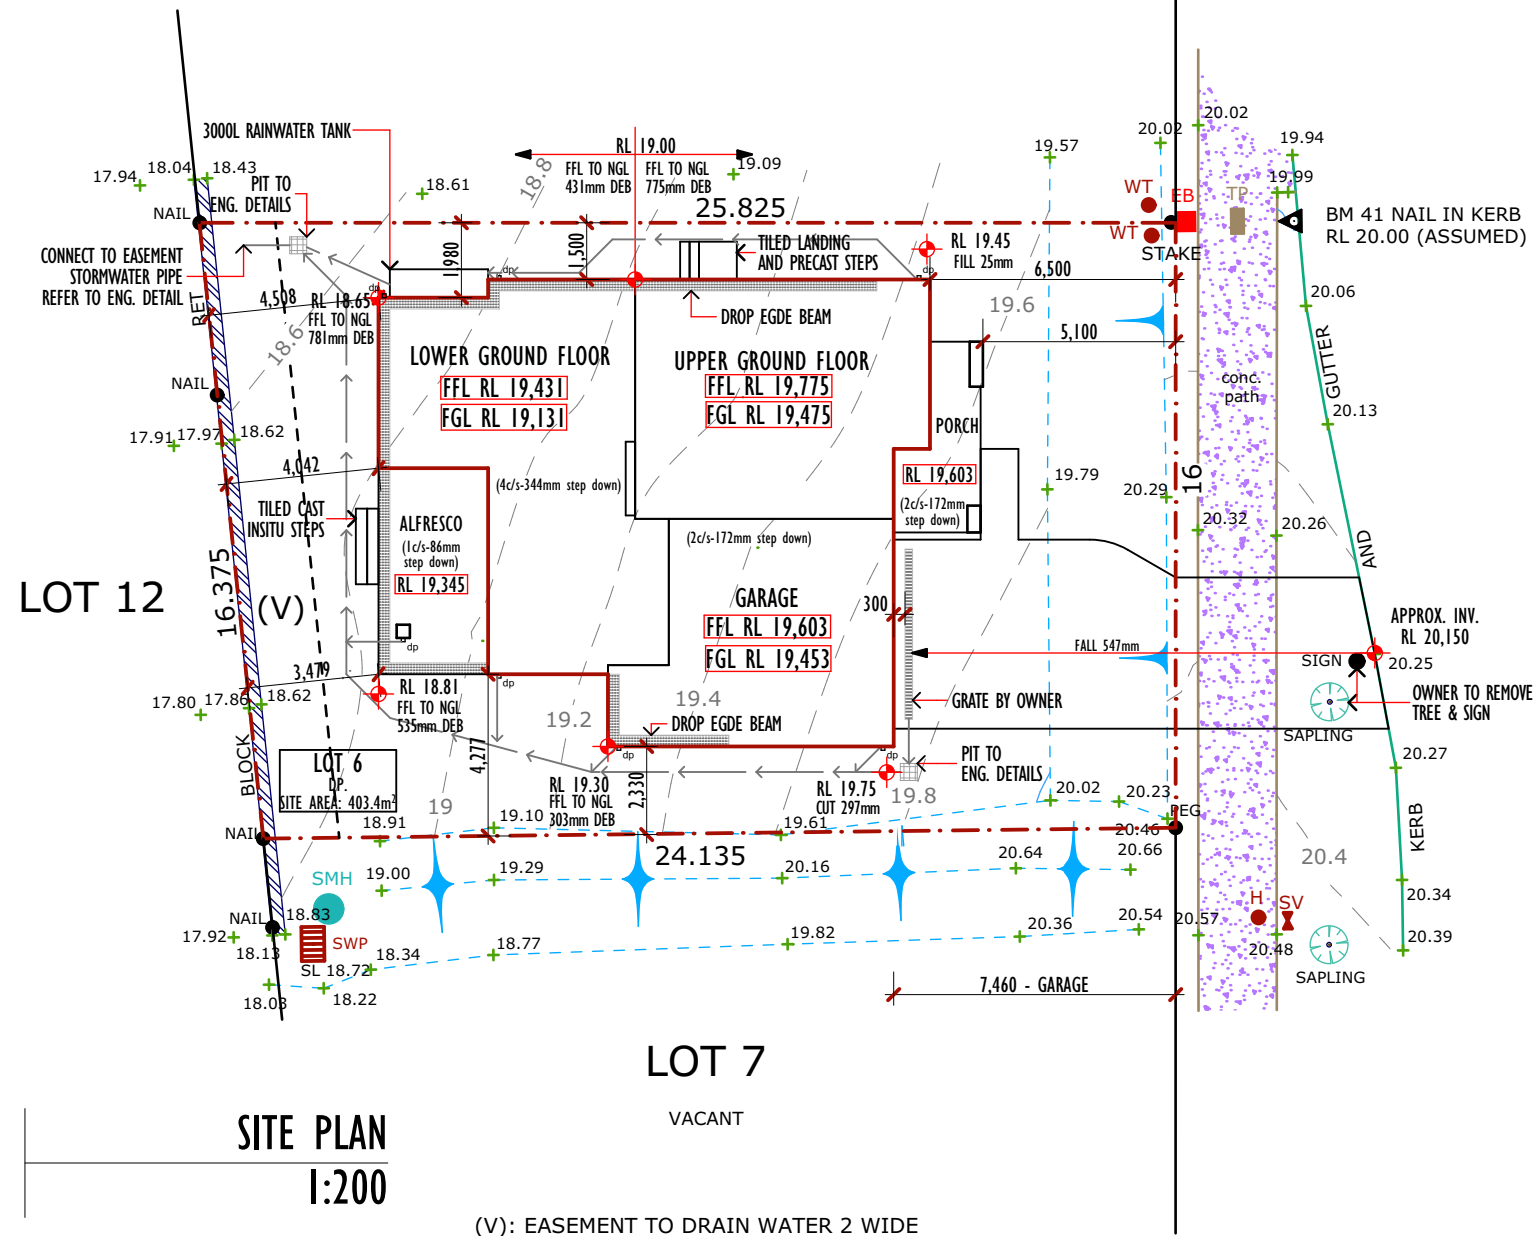 20.02
20.02
19.94
19.57
3000L RAINWATER TANK
RL 19.00
FFL TO NGL
431mm DEB
FFL TO NGL
775mm DEB
18.8
19.09
17.94
18.04
18.43
18.61
19.99
PIT TO
ENG. DETAILS
NAIL
25.825
WT
EB
TP
WT
STAKE
BM 41 NAIL IN KERB
RL 20.00 (ASSUMED)
CONNECT TO EASEMENT
STORMWATER PIPE
REFER TO ENG. DETAIL
1,980
1,500
TILED LANDING
AND PRECAST STEPS
RL 19.45
FILL 25mm
6,500
dp
dp
dp
RET
4,508
RL 18.65
FFL TO NGL
781mm DEB
18.6
DROP EGDE BEAM
19.6
5,100
20.06
GUTTER
LOWER GROUND FLOOR
FFL RL 19,431
FGL RL 19,131
UPPER GROUND FLOOR
FFL RL 19,775
FGL RL 19,475
NAIL
conc.
path
20.13
PORCH
17.91
17.97
18.62
4,042
(4c/s-344mm step down)
RL 19,603
(2c/s-172mm
step down)
19.79
20.29
16
20.32
20.26
AND
TILED CAST
INSITU STEPS
ALFRESCO
(1c/s-86mm
step down)
RL 19,345
(2c/s-172mm step down)
LOT 12
16.375
(V)
GARAGE
FFL RL 19,603
FGL RL 19,453
300
FALL 547mm
APPROX. INV.
RL 20,150
dp
SIGN
20.25
3,479
17.80
17.86
18.62
RL 18.81
FFL TO NGL
535mm DEB
dp
19.4
19.2
DROP EGDE BEAM
GRATE BY OWNER
OWNER TO REMOVE
TREE & SIGN
SAPLING
BLOCK
LOT 6
DP.
SITE AREA: 403.4m²
4,277
dp
dp
PIT TO
ENG. DETAILS
20.27
19
RL 19.30
FFL TO NGL
303mm DEB
2,330
RL 19.75
CUT 297mm
19.8
20.02
20.23
PEG
NAIL
18.91
19.10
19.61
20.46
KERB
24.135
20.4
SMH
19.00
19.29
20.16
20.64
20.66
20.34
NAIL
18.83
H
SV
17.92
18.13
SWP
SL
18.72
18.34
18.77
19.82
20.36
20.54
20.57
20.48
20.39
SAPLING
18.03
18.22
7,460 - GARAGE
LOT 7
VACANT
SITE PLAN
1:200
(V): EASEMENT TO DRAIN WATER 2 WIDE